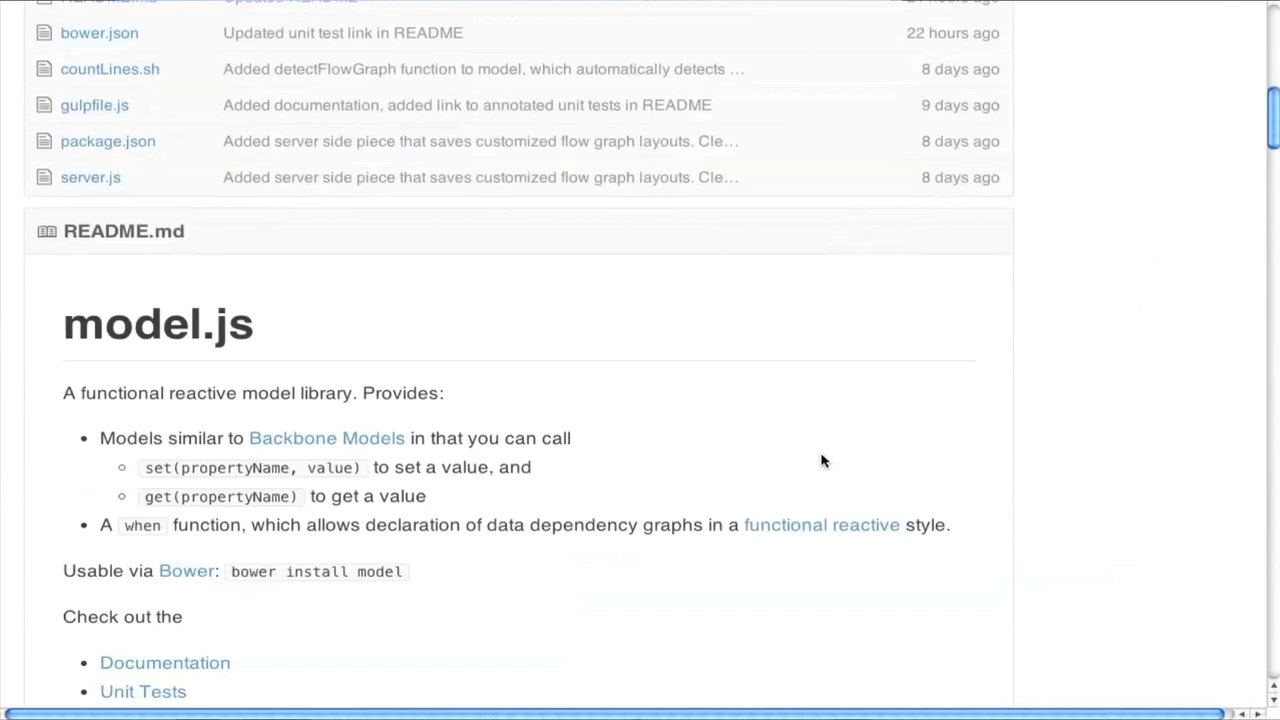 bower.json Updated unit test link in README 22 hours ago
countLines.sh Added detectFlowGraph function to model, which automatically detects … 8 days ago
gulpfile.js Added documentation, added link to annotated unit tests in README 9 days ago
package.json Added server side piece that saves customized flow graph layouts. Cle… 8 days ago
server.js Added server side piece that saves customized flow graph layouts. Cle… 8 days ago
README.md
model.js
A functional reactive model library. Provides:
• Models similar to Backbone Models in that you can call
◦ set(propertyName, value) to set a value, and
◦ get(propertyName) to get a value
• A when function, which allows declaration of data dependency graphs in a functional reactive style.
Usable via Bower: bower install model
Check out the
• Documentation
• Unit Tests